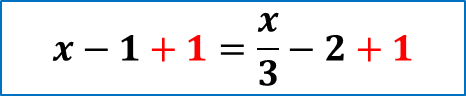 x − 1 + 1 = x/3 − 2 + 1